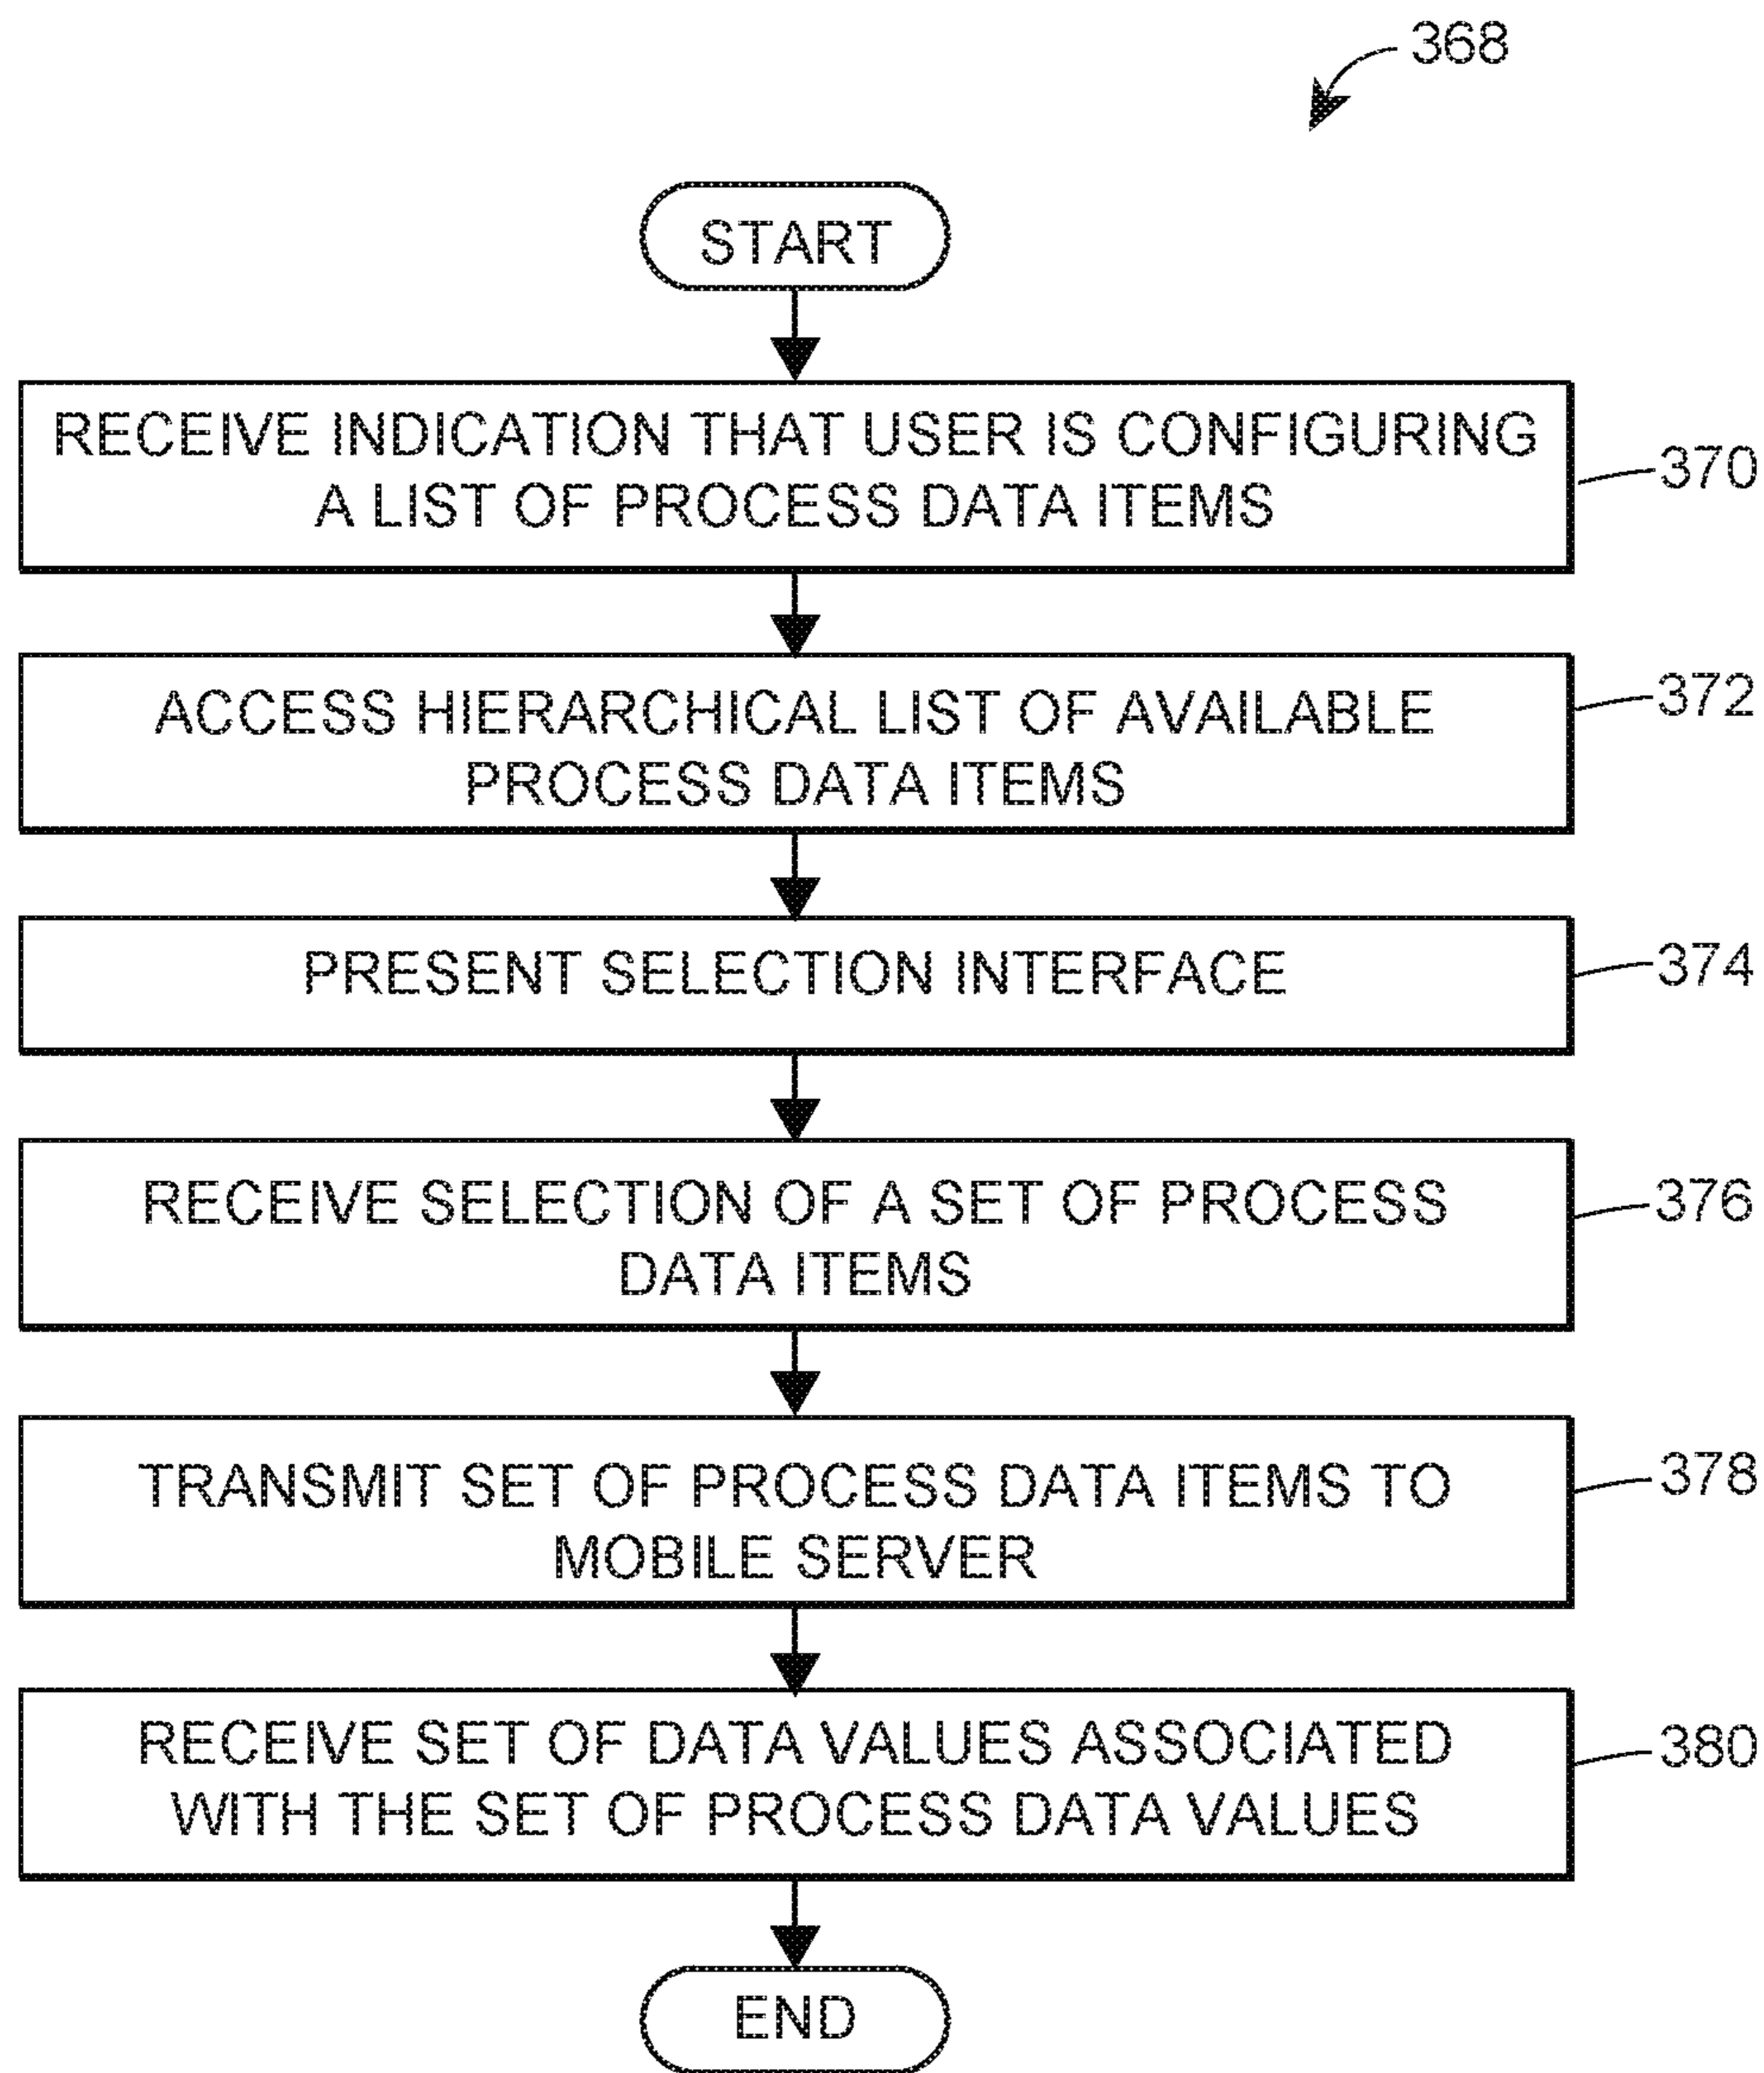 368
START
RECEIVE INDICATION THAT USER IS CONFIGURING
A LIST OF PROCESS DATA ITEMS
370
ACCESS HIERARCHICAL LIST OF AVAILABLE
PROCESS DATA ITEMS
372
PRESENT SELECTION INTERFACE
374
RECEIVE SELECTION OF A SET OF PROCESS
DATA ITEMS
376
TRANSMIT SET OF PROCESS DATA ITEMS TO
MOBILE SERVER
378
RECEIVE SET OF DATA VALUES ASSOCIATED
WITH THE SET OF PROCESS DATA VALUES
380
END